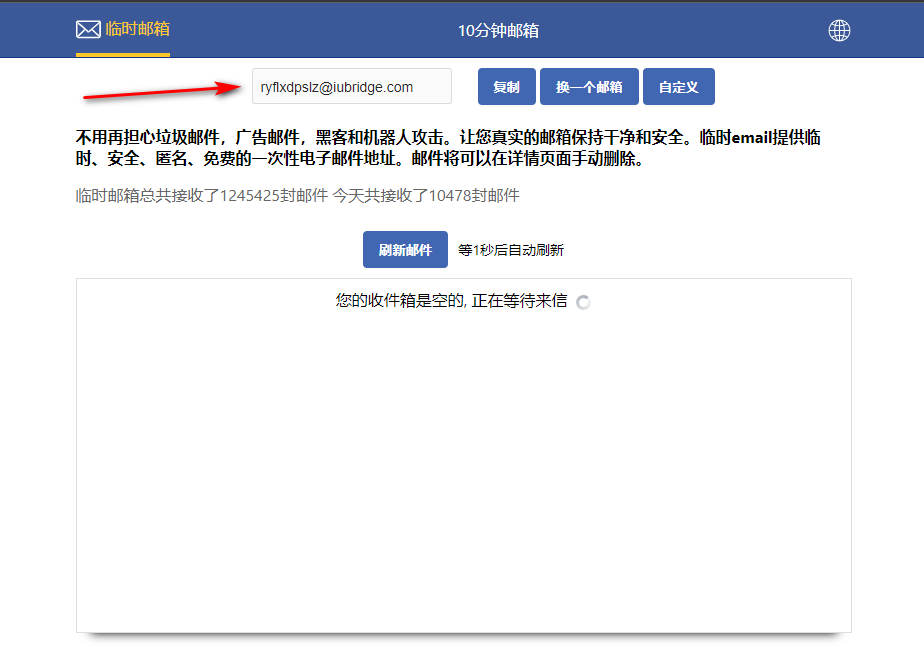 临时邮箱
10分钟邮箱
ryflxdpslz@iubridge.com
复制
换一个邮箱
自定义
不用再担心垃圾邮件，广告邮件，黑客和机器人攻击。让您真实的邮箱保持干净和安全。临时email提供临
时、安全、匿名、免费的一次性电子邮件地址。邮件将可以在详情页面手动删除。
临时邮箱总共接收了1245425封邮件 今天共接收了10478封邮件
刷新邮件
等1秒后自动刷新
您的收件箱是空的, 正在等待来信